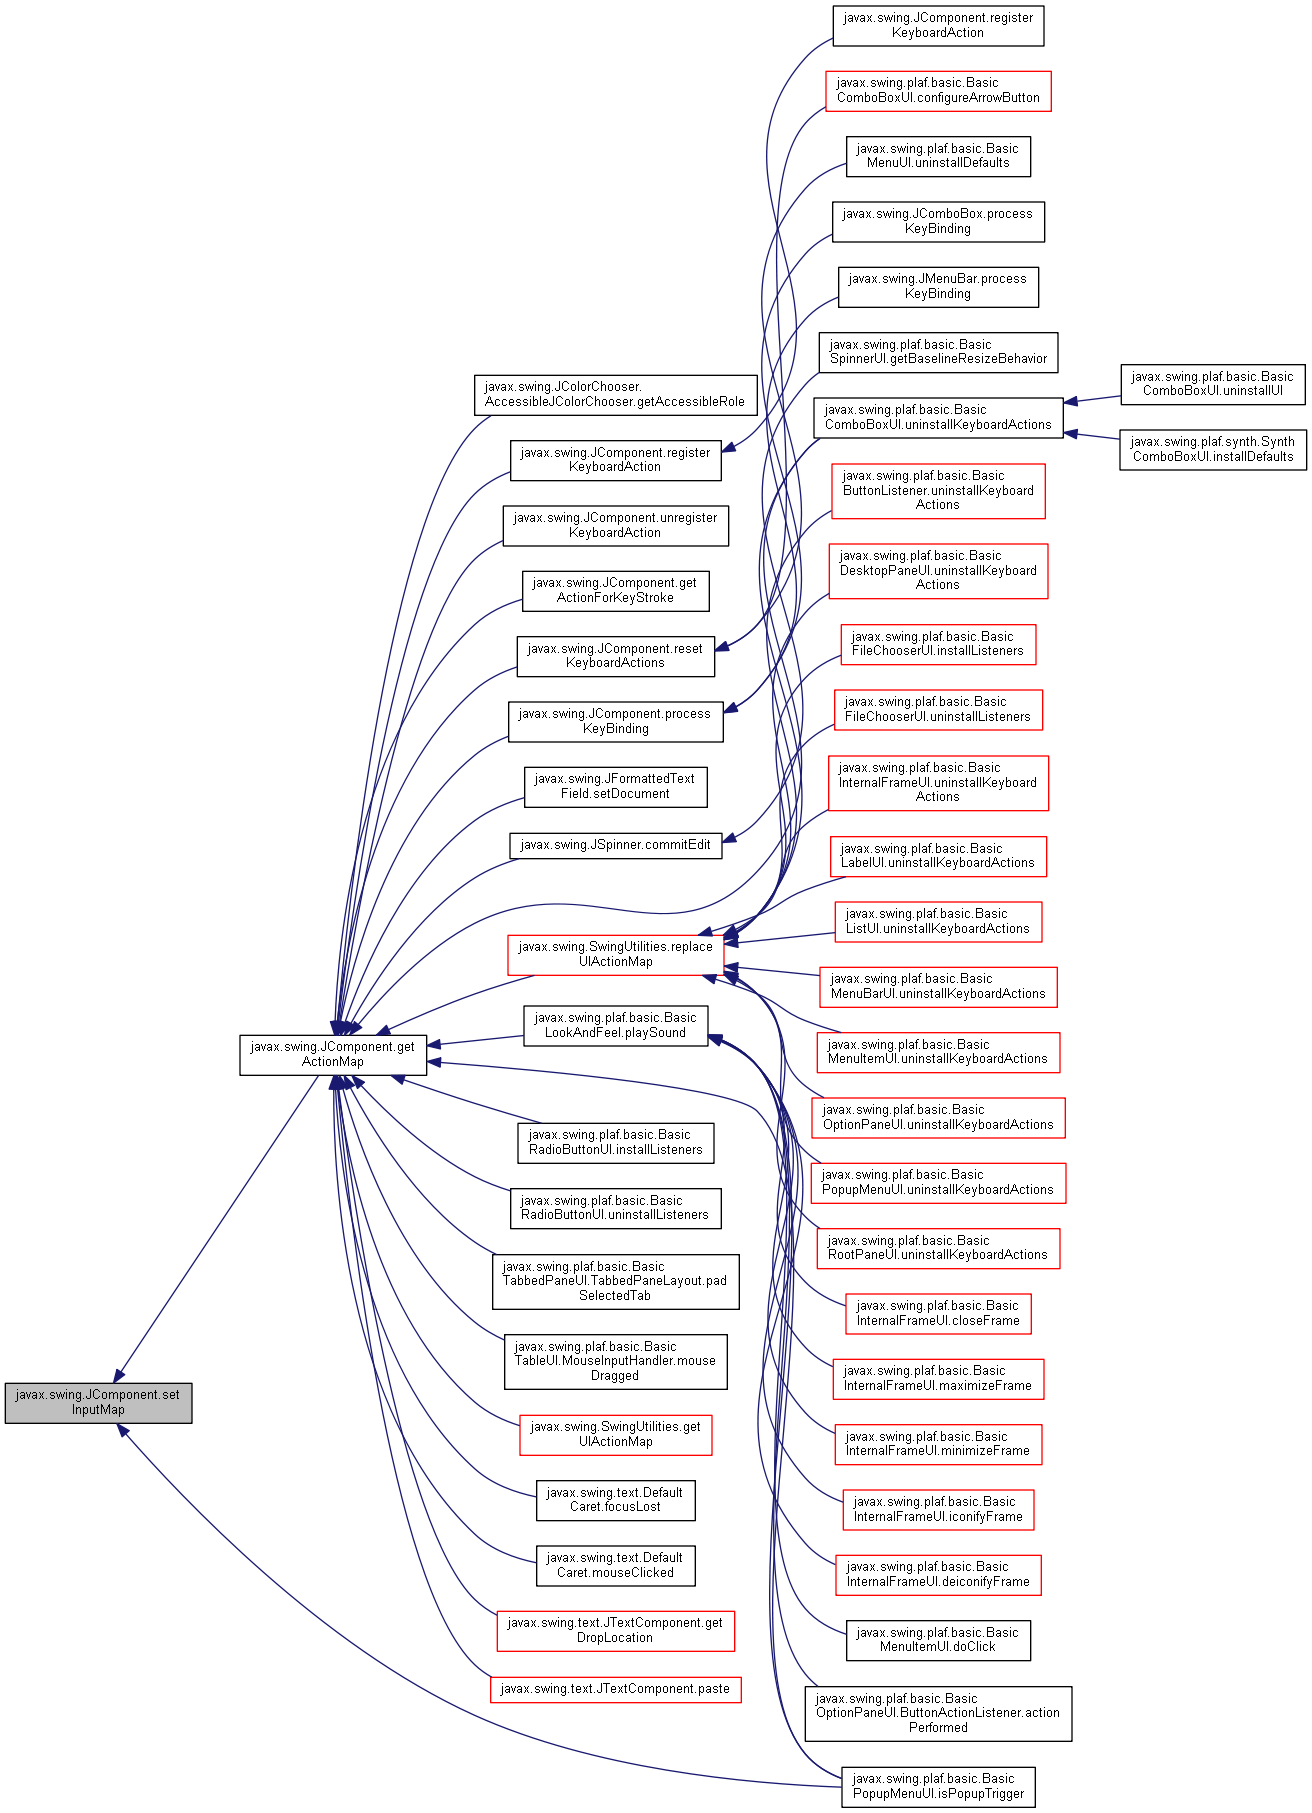 javax.swing.JComponent.set
InputMap
javax.swing.JComponent.get
ActionMap
javax.swing.JColorChooser.
AccessibleJColorChooser.getAccessibleRole
javax.swing.JComponent.register
KeyboardAction
javax.swing.JComponent.unregister
KeyboardAction
javax.swing.JComponent.get
ActionForKeyStroke
javax.swing.JComponent.reset
KeyboardActions
javax.swing.JComponent.process
KeyBinding
javax.swing.JFormattedText
Field.setDocument
javax.swing.JSpinner.commitEdit
javax.swing.SwingUtilities.replace
UIActionMap
javax.swing.plaf.basic.Basic
LookAndFeel.playSound
javax.swing.plaf.basic.Basic
RadioButtonUI.installListeners
javax.swing.plaf.basic.Basic
RadioButtonUI.uninstallListeners
javax.swing.plaf.basic.Basic
TabbedPaneUI.TabbedPaneLayout.pad
SelectedTab
javax.swing.plaf.basic.Basic
TableUI.MouseInputHandler.mouse
Dragged
javax.swing.SwingUtilities.get
UIActionMap
javax.swing.text.Default
Caret.focusLost
javax.swing.text.Default
Caret.mouseClicked
javax.swing.text.JTextComponent.get
DropLocation
javax.swing.text.JTextComponent.paste
javax.swing.JComponent.register
KeyboardAction
javax.swing.plaf.basic.Basic
ComboBoxUI.configureArrowButton
javax.swing.plaf.basic.Basic
MenuUI.uninstallDefaults
javax.swing.JComboBox.process
KeyBinding
javax.swing.JMenuBar.process
KeyBinding
javax.swing.plaf.basic.Basic
SpinnerUI.getBaselineResizeBehavior
javax.swing.plaf.basic.Basic
ComboBoxUI.uninstallKeyboardActions
javax.swing.plaf.basic.Basic
ButtonListener.uninstallKeyboard
Actions
javax.swing.plaf.basic.Basic
DesktopPaneUI.uninstallKeyboard
Actions
javax.swing.plaf.basic.Basic
FileChooserUI.installListeners
javax.swing.plaf.basic.Basic
FileChooserUI.uninstallListeners
javax.swing.plaf.basic.Basic
InternalFrameUI.uninstallKeyboard
Actions
javax.swing.plaf.basic.Basic
LabelUI.uninstallKeyboardActions
javax.swing.plaf.basic.Basic
ListUI.uninstallKeyboardActions
javax.swing.plaf.basic.Basic
MenuBarUI.uninstallKeyboardActions
javax.swing.plaf.basic.Basic
MenuItemUI.uninstallKeyboardActions
javax.swing.plaf.basic.Basic
OptionPaneUI.uninstallKeyboardActions
javax.swing.plaf.basic.Basic
PopupMenuUI.uninstallKeyboardActions
javax.swing.plaf.basic.Basic
RootPaneUI.uninstallKeyboardActions
javax.swing.plaf.basic.Basic
InternalFrameUI.closeFrame
javax.swing.plaf.basic.Basic
InternalFrameUI.maximizeFrame
javax.swing.plaf.basic.Basic
InternalFrameUI.minimizeFrame
javax.swing.plaf.basic.Basic
InternalFrameUI.iconifyFrame
javax.swing.plaf.basic.Basic
InternalFrameUI.deiconifyFrame
javax.swing.plaf.basic.Basic
MenuItemUI.doClick
javax.swing.plaf.basic.Basic
OptionPaneUI.ButtonActionListener.action
Performed
javax.swing.plaf.basic.Basic
PopupMenuUI.isPopupTrigger
javax.swing.plaf.basic.Basic
ComboBoxUI.uninstallUI
javax.swing.plaf.synth.Synth
ComboBoxUI.installDefaults